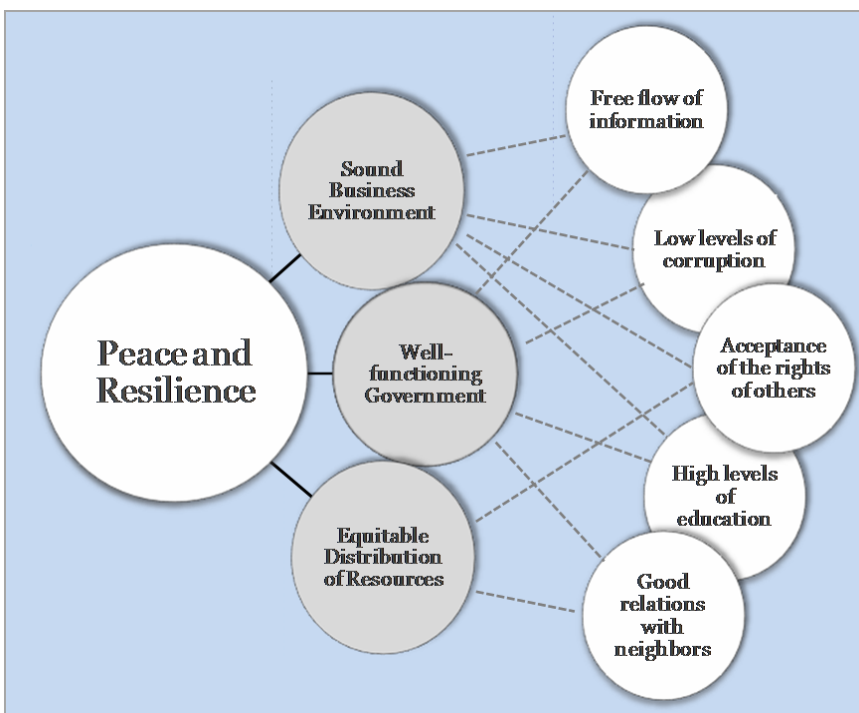 Peace and
Resilience
Sound
Business
Environment
Well-
functioning
Government
Equitable
Distribution
of Resources
Free flow of
information
Low levels of
corruption
Acceptance
of the rights
of others
High levels
of
education
Good
relations
with
neighbors